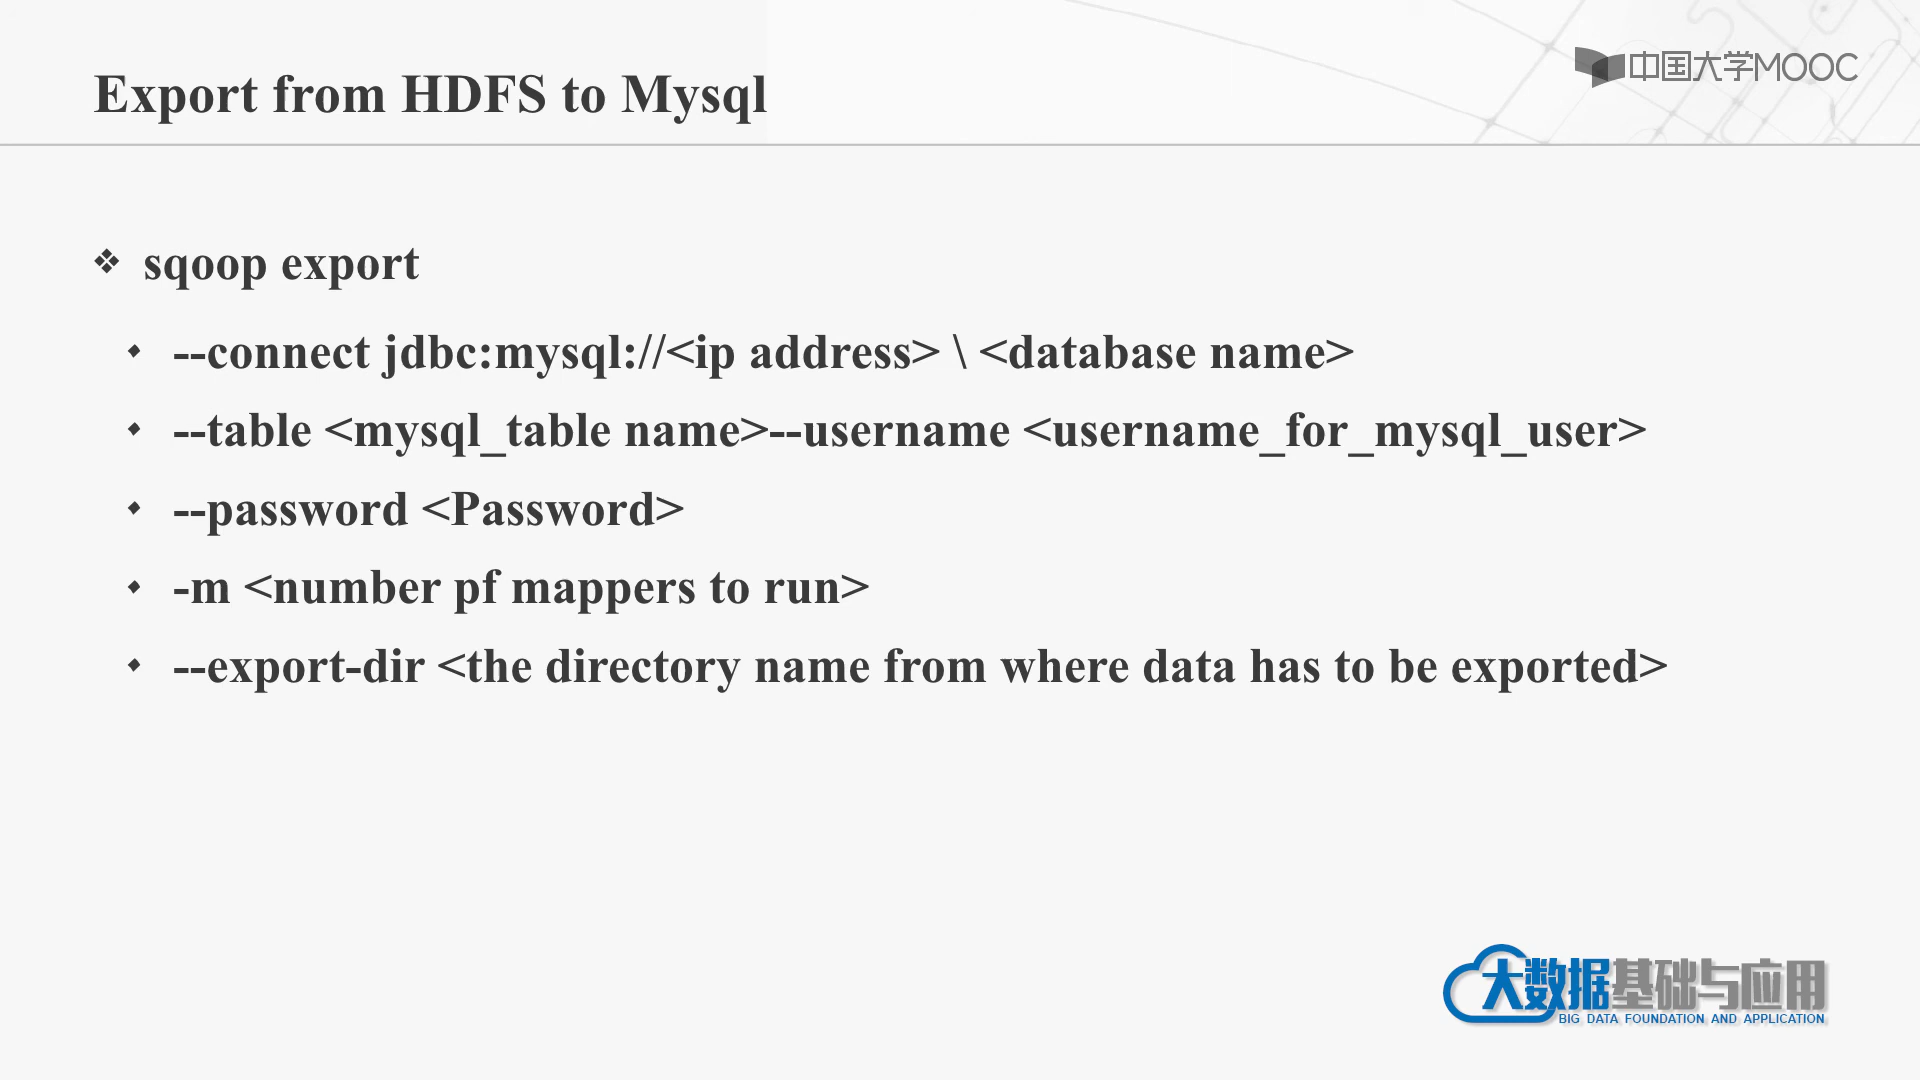 Export from HDFS to Mysql
中国大学MOOC
❖ sqoop export
◆ --connect jdbc:mysql://<ip address> \ <database name>
◆ --table <mysql_table name>--username <username_for_mysql_user>
◆ --password <Password>
◆ -m <number pf mappers to run>
◆ --export-dir <the directory name from where data has to be exported>
大数据基础与应用
BIG DATA FOUNDATION AND APPLICATION